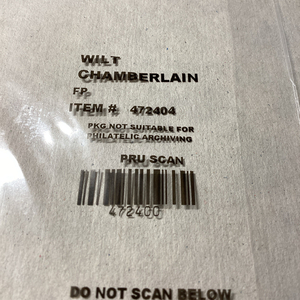 WILT
CHAMBERLAIN
FP
ITEM # 472404
PKG NOT SUITABLE FOR
PHILATELIC ARCHIVING
PRU SCAN
472400
DO NOT SCAN BELOW